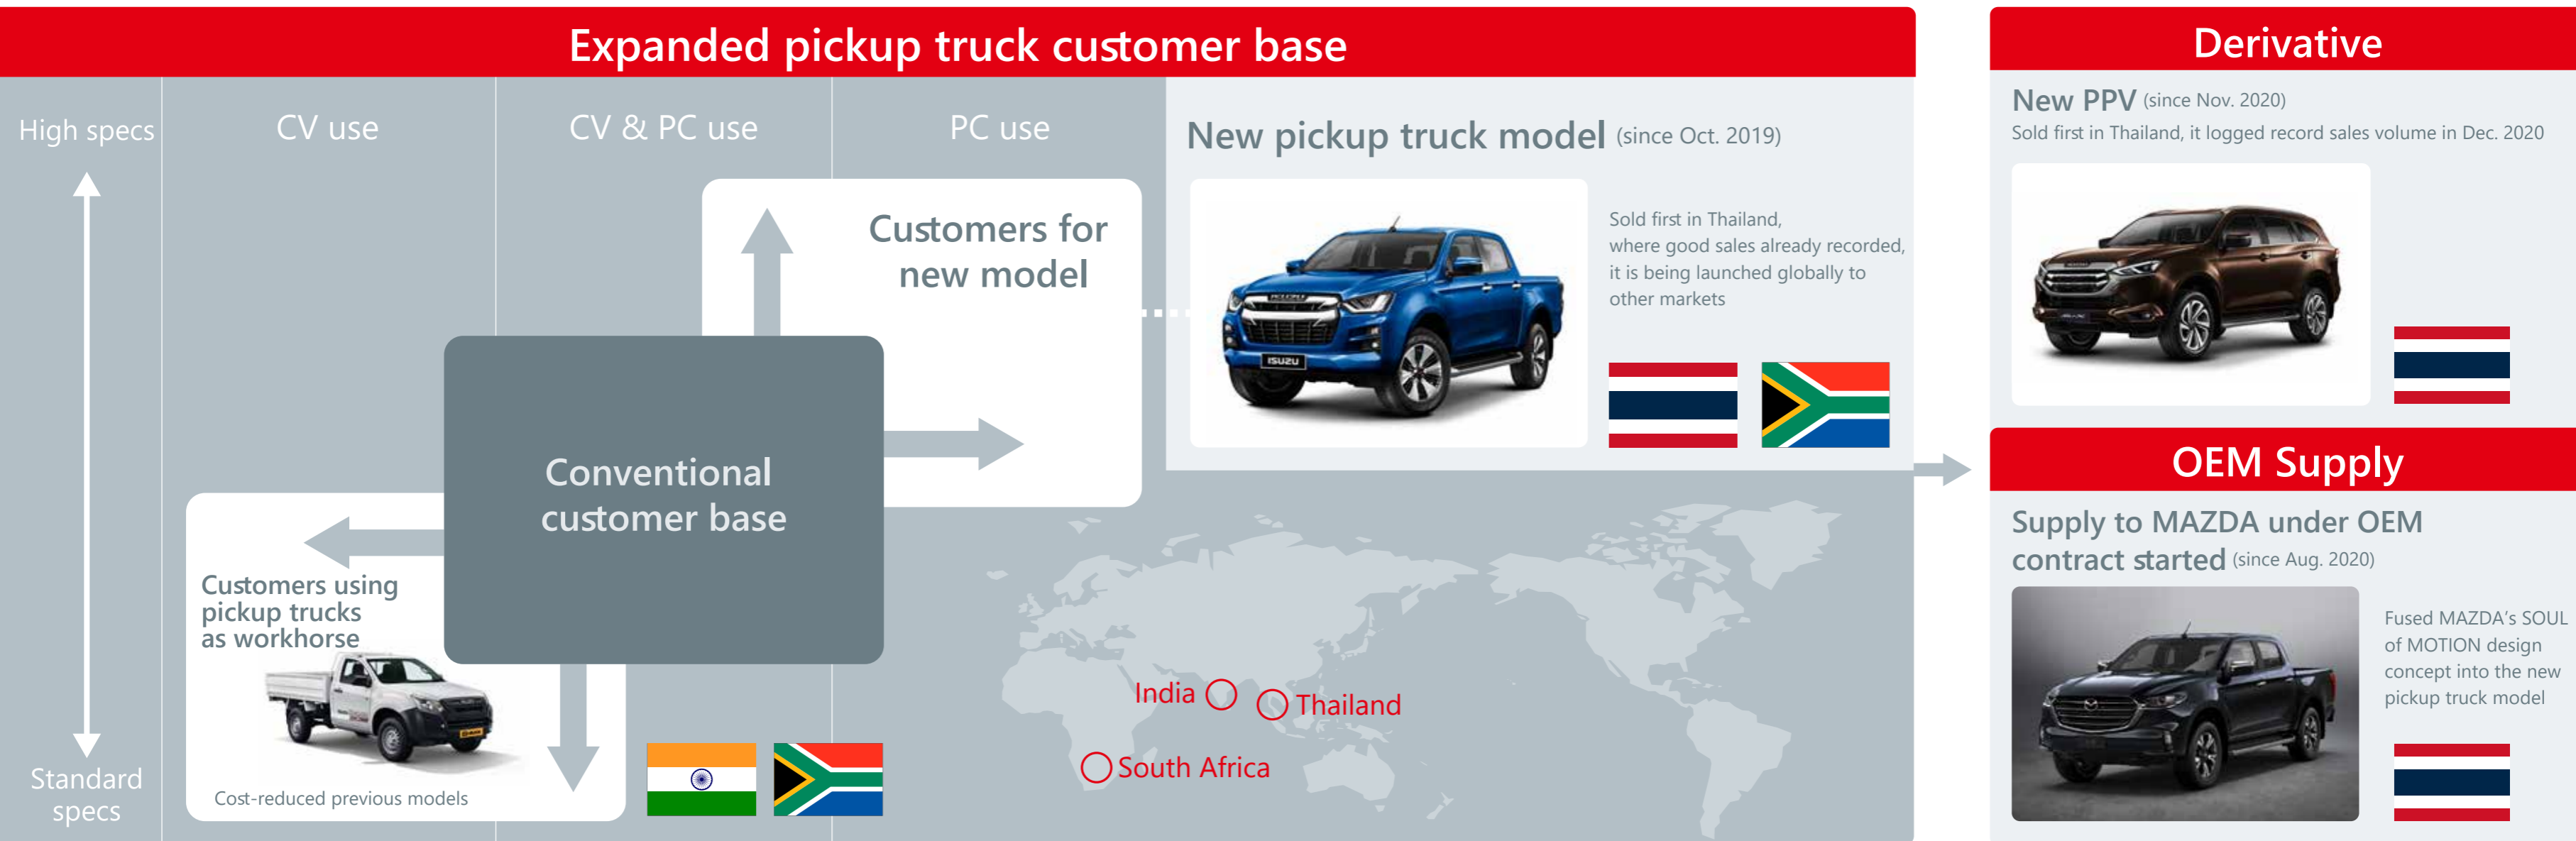 Expanded pickup truck customer base
High specs
Standard
specs
CV use
CV & PC use
PC use
Customers for
new model
Conventional
customer base
Customers using
pickup trucks
as workhorse
Cost-reduced previous models
New pickup truck model (since Oct. 2019)
ISUZU
Sold first in Thailand,
where good sales already recorded,
it is being launched globally to
other markets
India
Thailand
South Africa
Derivative
New PPV (since Nov. 2020)
Sold first in Thailand, it logged record sales volume in Dec. 2020
OEM Supply
Supply to MAZDA under OEM
contract started (since Aug. 2020)
Fused MAZDA's SOUL
of MOTION design
concept into the new
pickup truck model